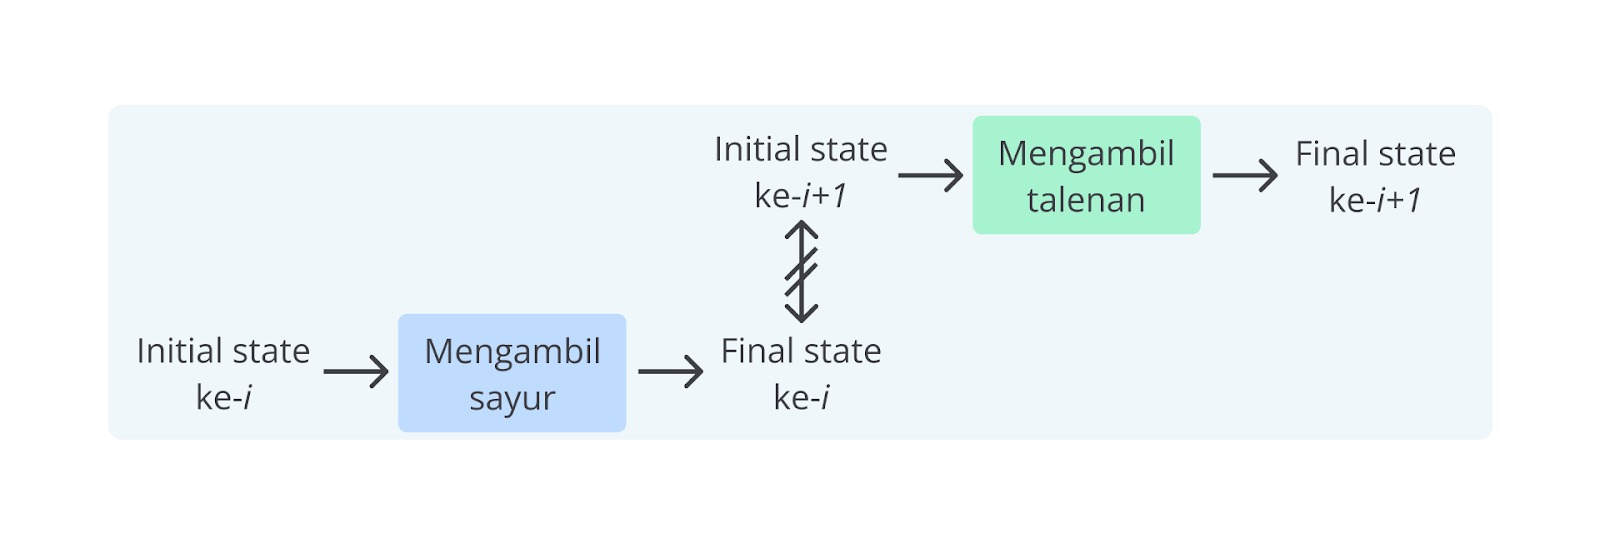 Initial state
ke-i+1
Mengambil
talenan
Final state
ke-i+1
Initial state
ke-i
Mengambil
sayur
Final state
ke-i